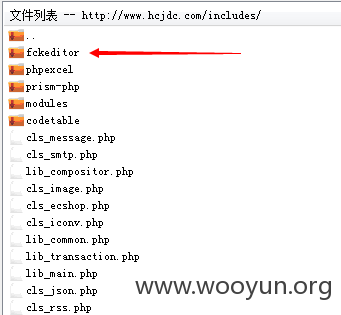 文件列表 -- http://www.hcjdc.com/includes/
..
fckeditor
phpexcel
prism-php
modules
codetable
cls_message.php
cls_smtp.php
lib_compositor.php
cls_image.php
cls_ecshop.php
cls_iconv.php
lib_common.php
lib_transaction.php
lib_main.php
cls_json.php
cls_rss.php
www.wooyun.org